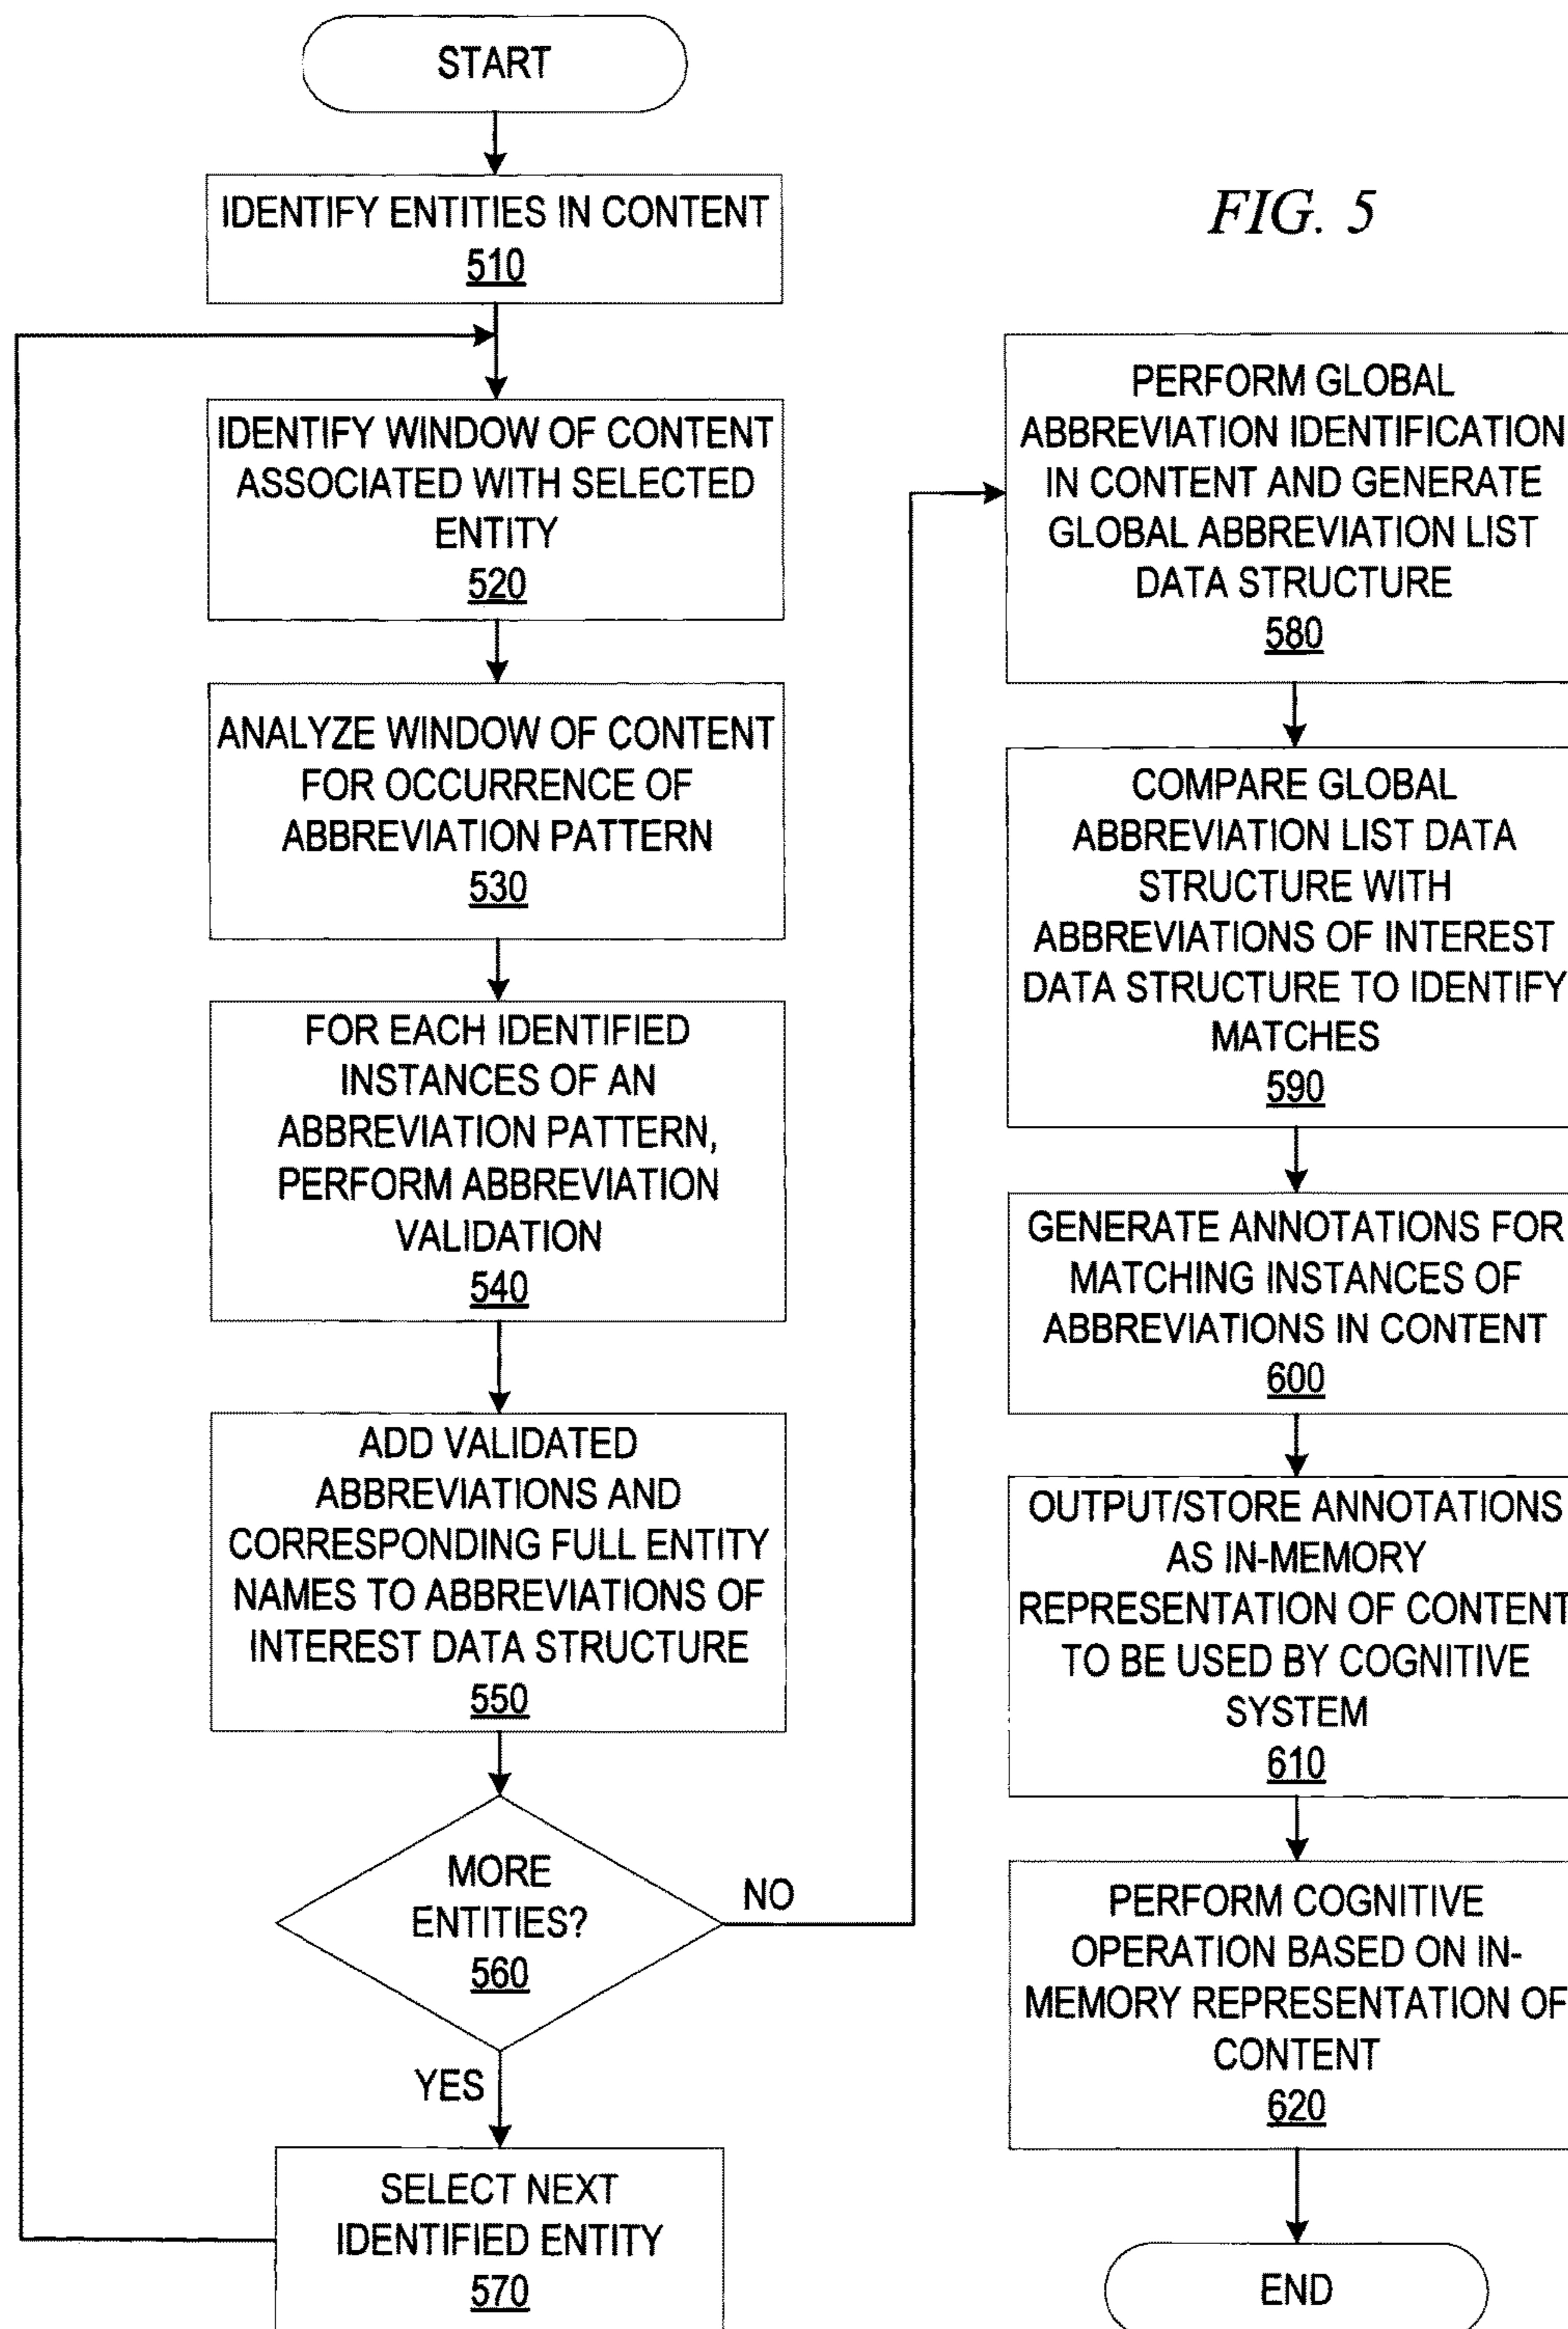 START
IDENTIFY ENTITIES IN CONTENT
510
IDENTIFY WINDOW OF CONTENT
ASSOCIATED WITH SELECTED
ENTITY
520
ANALYZE WINDOW OF CONTENT
FOR OCCURRENCE OF
ABBREVIATION PATTERN
530
FOR EACH IDENTIFIED
INSTANCES OF AN
ABBREVIATION PATTERN,
PERFORM ABBREVIATION
VALIDATION
540
ADD VALIDATED
ABBREVIATIONS AND
CORRESPONDING FULL ENTITY
NAMES TO ABBREVIATIONS OF
INTEREST DATA STRUCTURE
550
MORE
ENTITIES?
560
NO
YES
SELECT NEXT
IDENTIFIED ENTITY
570
FIG. 5
PERFORM GLOBAL
ABBREVIATION IDENTIFICATION
IN CONTENT AND GENERATE
GLOBAL ABBREVIATION LIST
DATA STRUCTURE
580
COMPARE GLOBAL
ABBREVIATION LIST DATA
STRUCTURE WITH
ABBREVIATIONS OF INTEREST
DATA STRUCTURE TO IDENTIFY
MATCHES
590
GENERATE ANNOTATIONS FOR
MATCHING INSTANCES OF
ABBREVIATIONS IN CONTENT
600
OUTPUT/STORE ANNOTATIONS
AS IN-MEMORY
REPRESENTATION OF CONTENT
TO BE USED BY COGNITIVE
SYSTEM
610
PERFORM COGNITIVE
OPERATION BASED ON IN-
MEMORY REPRESENTATION OF
CONTENT
620
END